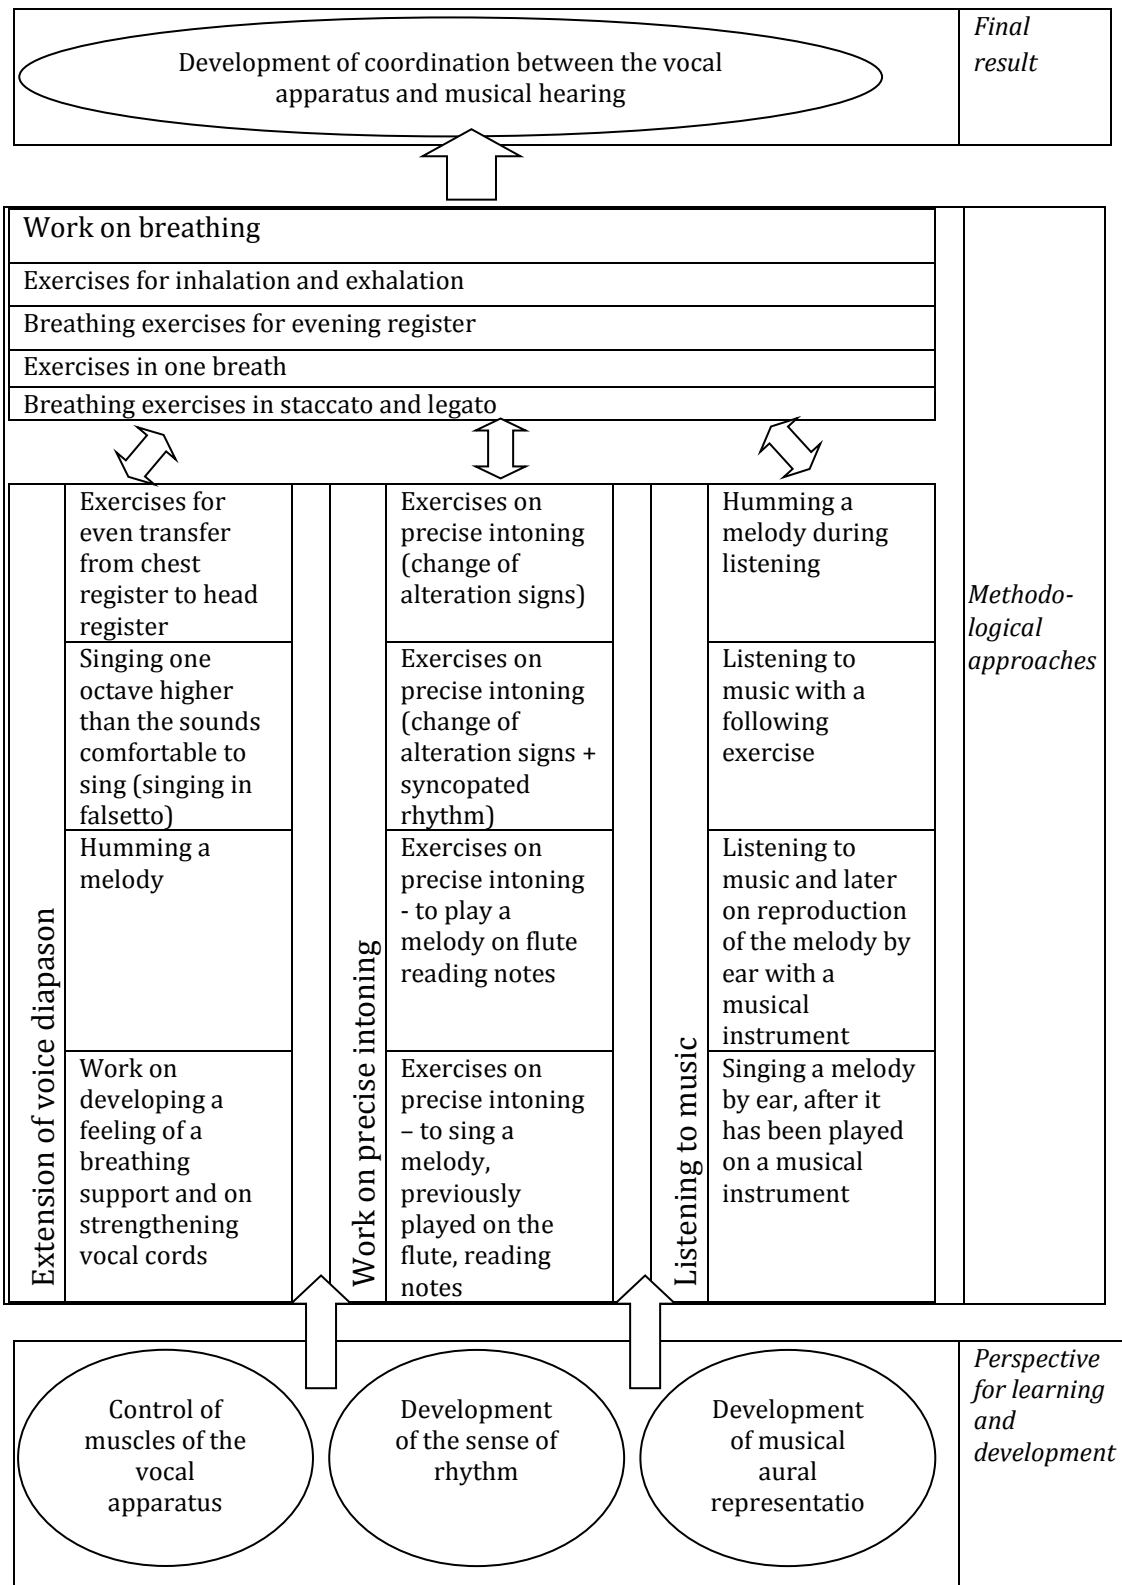 Development of coordination between the vocal
apparatus and musical hearing
Final
result
Work on breathing
Exercises for inhalation and exhalation
Breathing exercises for evening register
Exercises in one breath
Breathing exercises in staccato and legato
Extension of voice diapason
Exercises for
even transfer
from chest
register to head
register
Singing one
octave higher
than the sounds
comfortable to
sing (singing in
falsetto)
Humming a
melody
Work on
developing a
feeling of a
breathing
support and on
strengthening
vocal cords
Work on precise intoning
Exercises on
precise intoning
(change of
alteration signs)
Exercises on
precise intoning
(change of
alteration signs +
syncopated
rhythm)
Exercises on
precise intoning
- to play a
melody on flute
reading notes
Exercises on
precise intoning
– to sing a
melody,
previously
played on the
flute, reading
notes
Listening to music
Humming a
melody during
listening
Listening to
music with a
following
exercise
Listening to
music and later
on reproduction
of the melody by
ear with a
musical
instrument
Singing a melody
by ear, after it
has been played
on a musical
instrument
Methodo-
logical
approaches
Control of
muscles of the
vocal
apparatus
Development
of the sense of
rhythm
Development
of musical
aural
representatio
Perspective
for learning
and
development